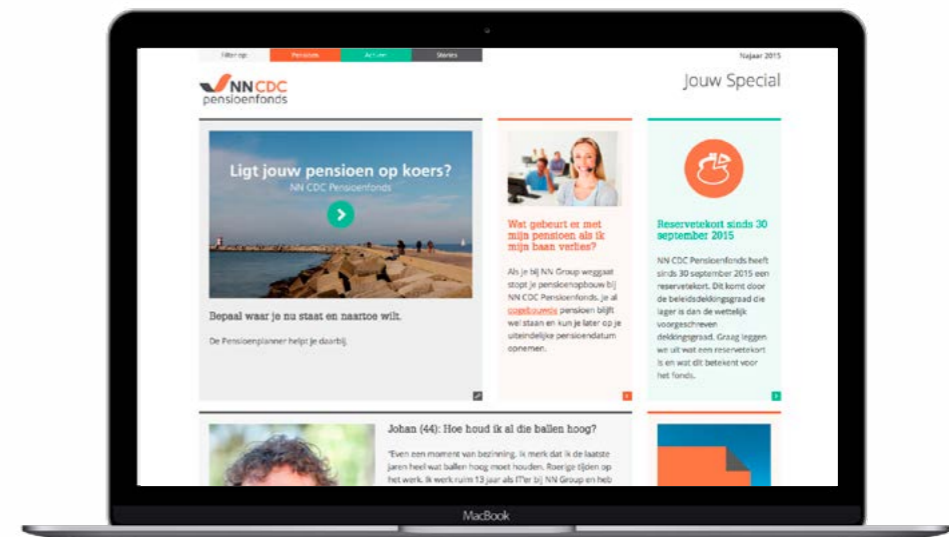 Filter op:
Pensioen
Actueel
Stories
Najaar 2015
NN CDC
pensioenfonds
Jouw Special
Ligt jouw pensioen op koers?
NN CDC Pensioenfonds
Bepaal waar je nu staat en naartoe wilt.
De Pensioenplanner helpt je daarbij.
Wat gebeurt er met
mijn pensioen als ik
mijn baan verlies?
Als je bij NN Group weggaat
stopt je pensioenopbouw bij
NN CDC Pensioenfonds. Je al
opgebouwde pensioen blijft
wel staan en kun je later op je
uiteindelijke pensioendatum
opnemen.
Reservetekort sinds 30
september 2015
NN CDC Pensioenfonds heeft
sinds 30 september 2015 een
reservetekort. Dit komt door
de beleidsdekkingsgraad die
lager is dan de wettelijk
voorgeschreven
dekkingsgraad. Graag leggen
we uit wat een reservetekort
is en wat dit betekent voor
het fonds.
Johan (44): Hoe houd ik al die ballen hoog?
"Even een moment van bezinning. Ik merk dat ik de laatste
jaren heel wat ballen hoog moet houden. Roerige tijden op
het werk. Ik werk ruim 13 jaar als IT'er bij NN Group en heb
MacBook